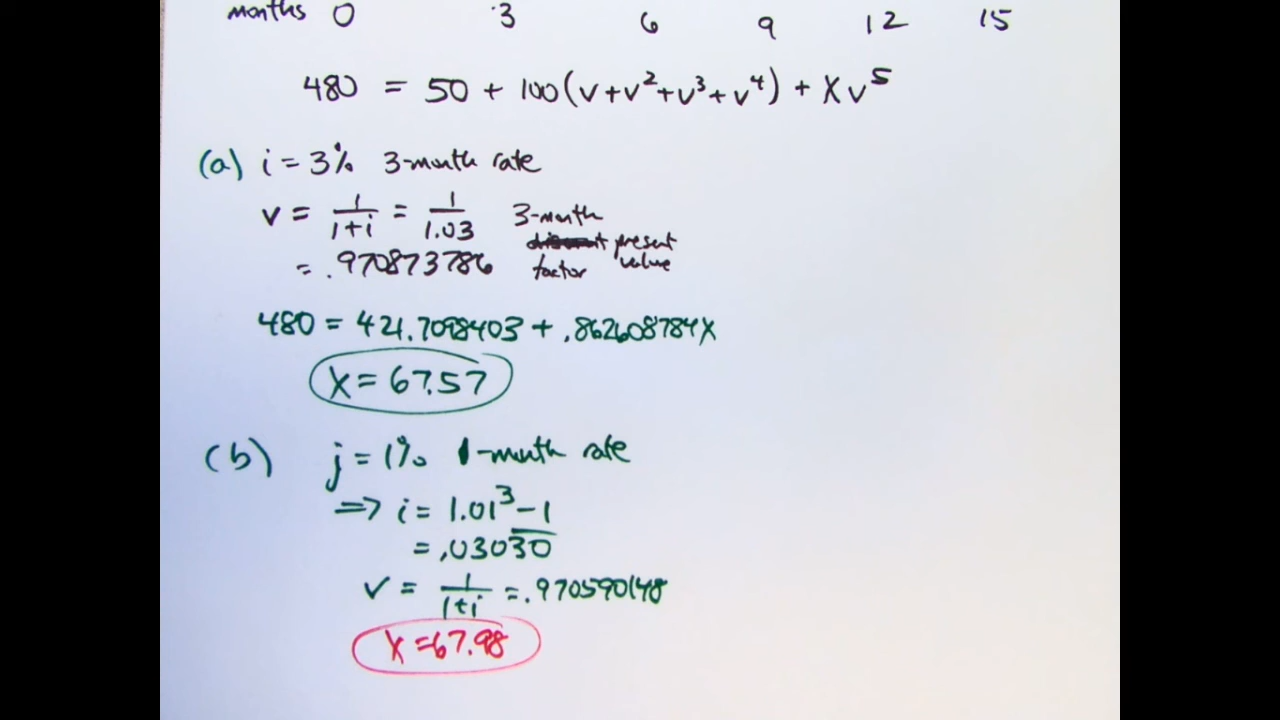 months 0 3 6 9 12 15
480 = 50 + 100(v+v²+v³+v⁴) + Xv⁵
(a) i = 3% 3-month rate
v = 1/(1+i) = 1/1.03 3-month
present value
= .970873786 factor
480 = 421.7098403 + .862608784X
X = 67.57
(b) j = 1% 1-month rate
⇒ i = 1.01³ - 1
= .030301
v = 1/(1+i) = .970590148
X = 67.98